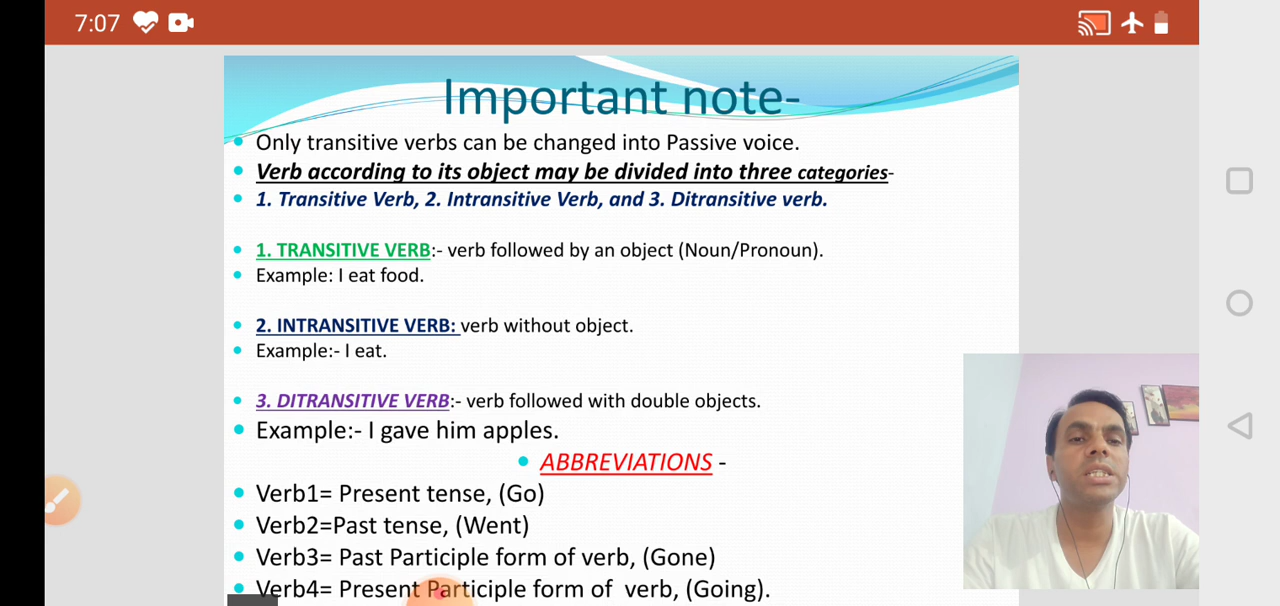 7:07
Important note-
Only transitive verbs can be changed into Passive voice.
Verb according to its object may be divided into three categories-
1. Transitive Verb, 2. Intransitive Verb, and 3. Ditransitive verb.
1. TRANSITIVE VERB:- verb followed by an object (Noun/Pronoun).
Example: I eat food.
2. INTRANSITIVE VERB: verb without object.
Example:- I eat.
3. DITRANSITIVE VERB:- verb followed with double objects.
Example:- I gave him apples.
ABBREVIATIONS -
Verb1= Present tense, (Go)
Verb2=Past tense, (Went)
Verb3= Past Participle form of verb, (Gone)
Verb4= Present Participle form of verb, (Going).